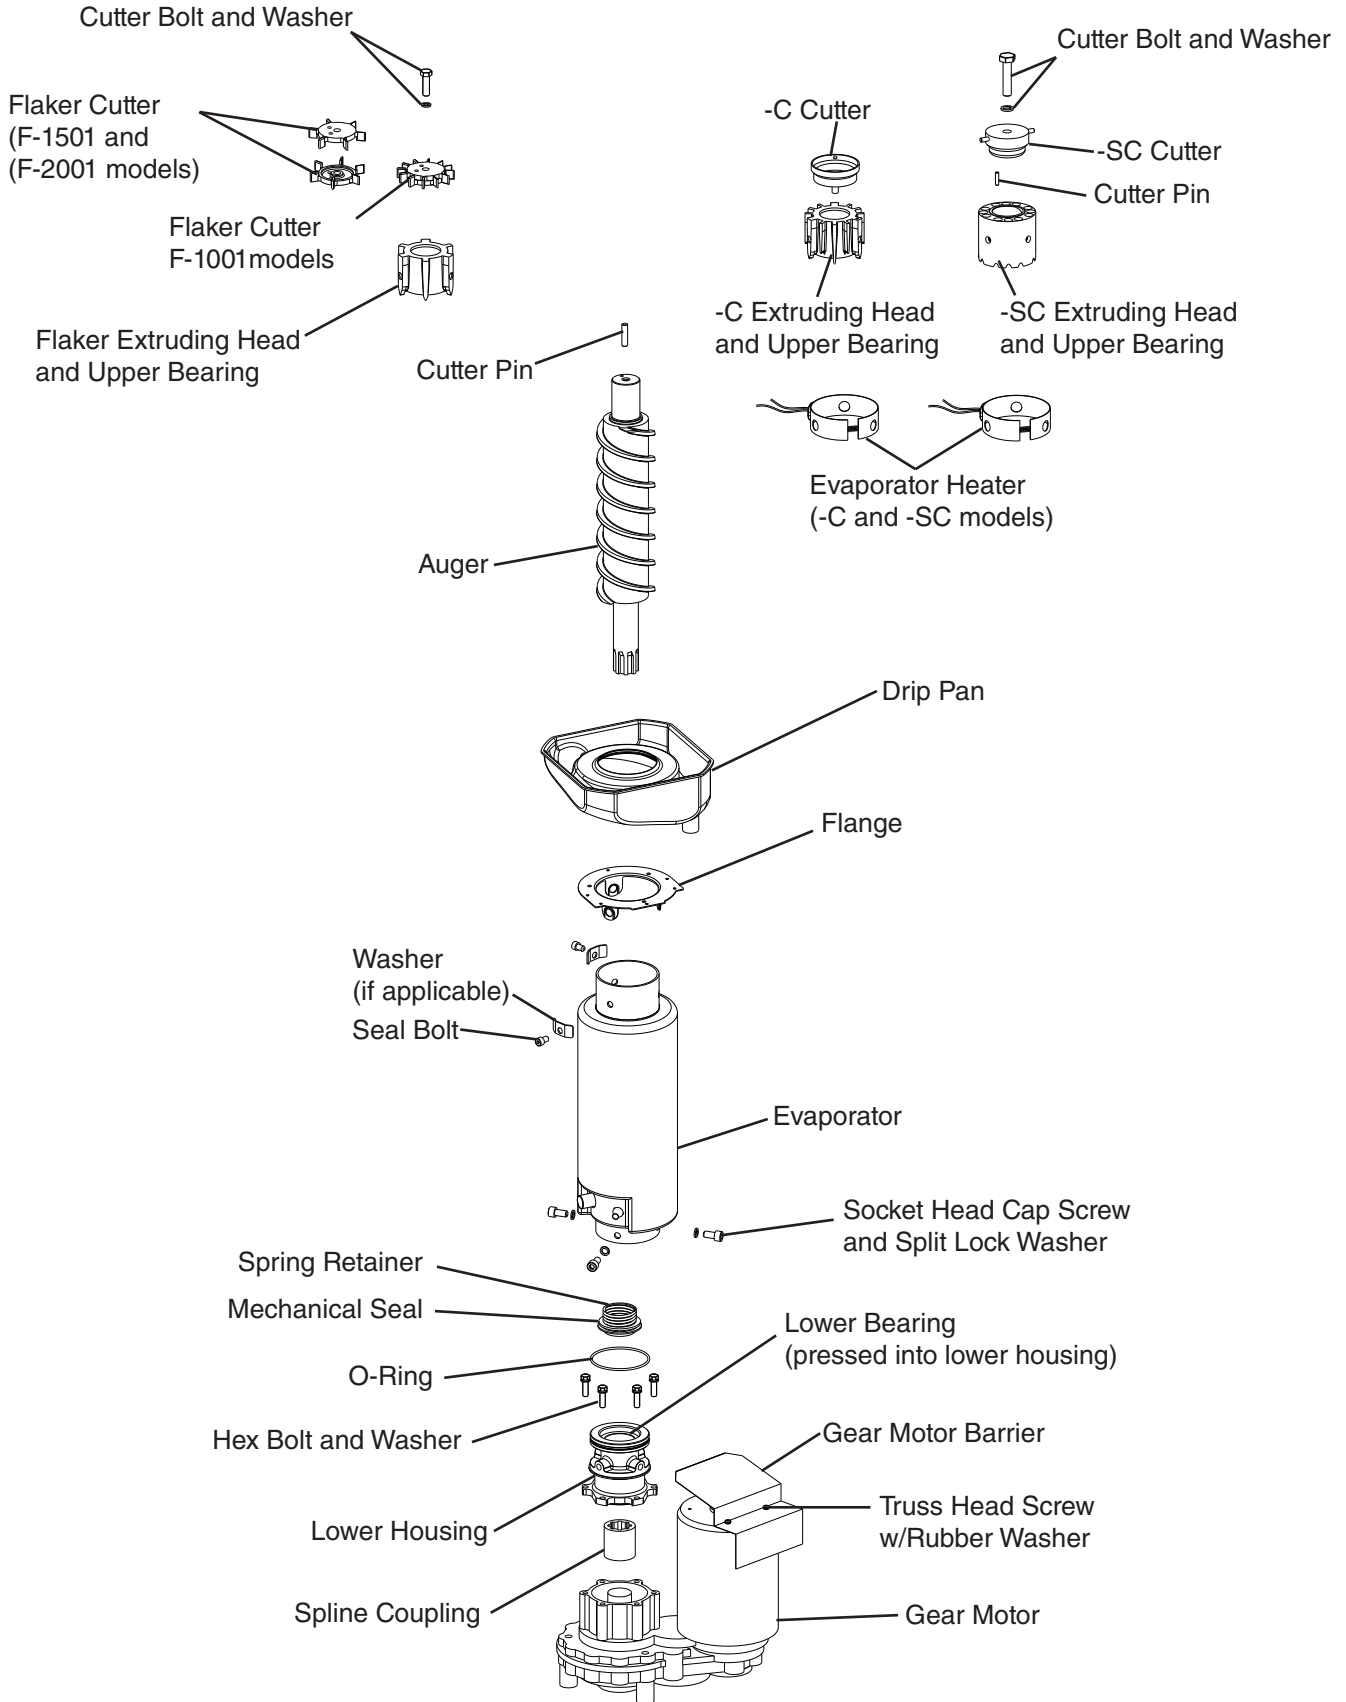 Cutter Bolt and Washer
Cutter Bolt and Washer
Flaker Cutter
(F-1501 and
(F-2001 models)
-C Cutter
-SC Cutter
Cutter Pin
Flaker Cutter
F-1001models
Flaker Extruding Head
and Upper Bearing
-C Extruding Head
and Upper Bearing
-SC Extruding Head
and Upper Bearing
Cutter Pin
Evaporator Heater
(-C and -SC models)
Auger
Drip Pan
Flange
Washer
(if applicable)
Seal Bolt
Evaporator
Socket Head Cap Screw
and Split Lock Washer
Spring Retainer
Mechanical Seal
Lower Bearing
(pressed into lower housing)
O-Ring
Hex Bolt and Washer
Gear Motor Barrier
Truss Head Screw
w/Rubber Washer
Lower Housing
Spline Coupling
Gear Motor